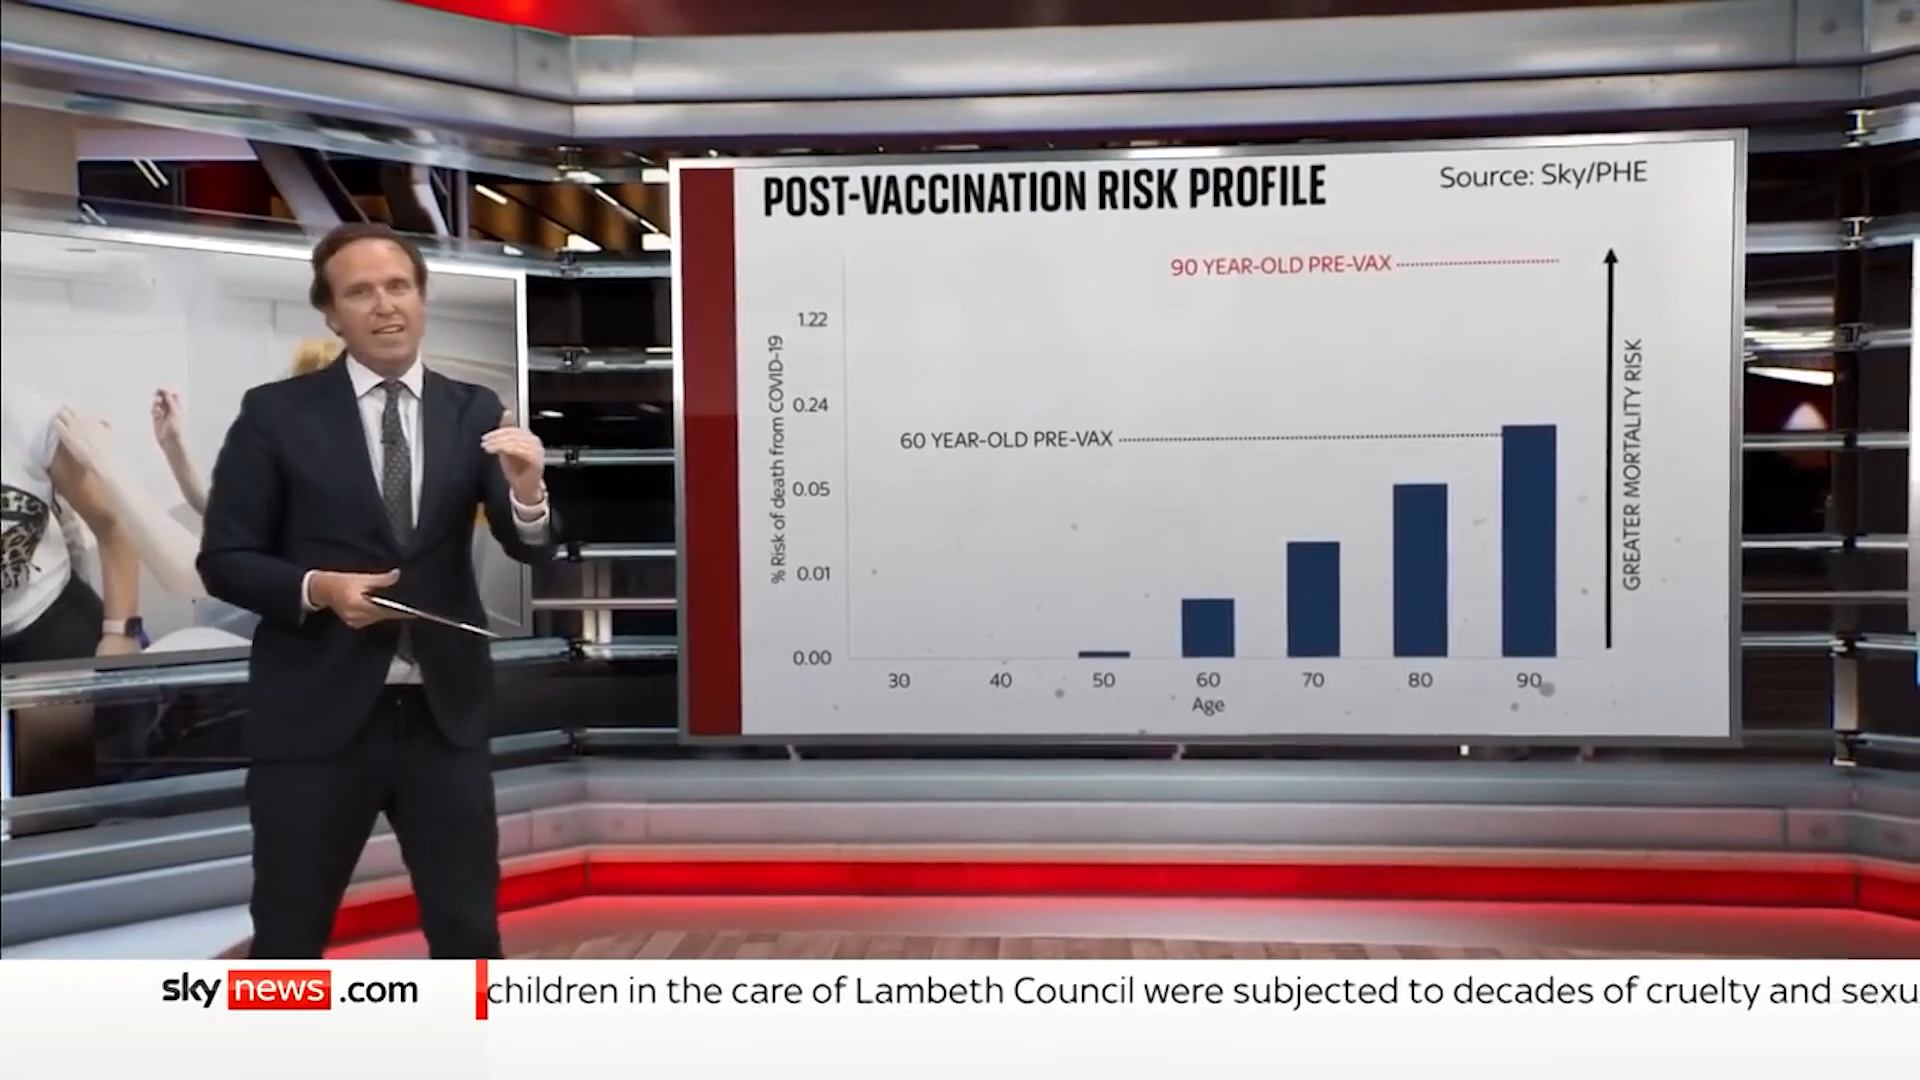 POST-VACCINATION RISK PROFILE
Source: Sky/PHE
90 YEAR-OLD PRE-VAX
1.22
% Risk of death from COVID-19
0.24
60 YEAR-OLD PRE-VAX
0.05
0.01
0.00
GREATER MORTALITY RISK
30 40 50 60 70 80 90
Age
sky news .com
children in the care of Lambeth Council were subjected to decades of cruelty and sexu